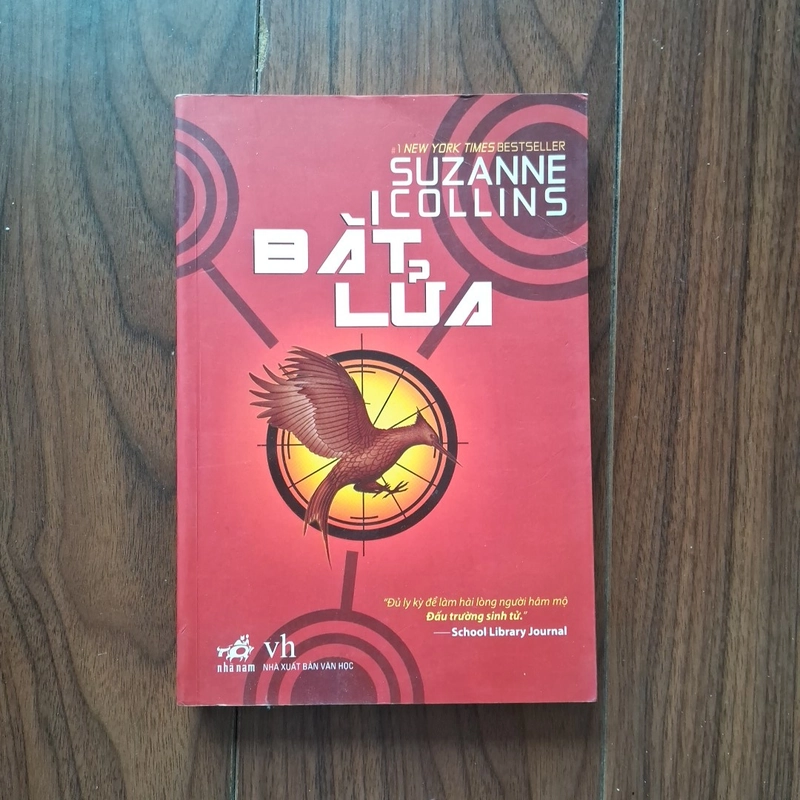 #1 NEW YORK TIMES BESTSELLER
SUZANNE
COLLINS
BẮT
LỬA
“Đủ ly kỳ để làm hài lòng người hâm mộ
Đấu trường sinh tử.”
—School Library Journal
nhã nam
vh
NHÀ XUẤT BẢN VĂN HỌC